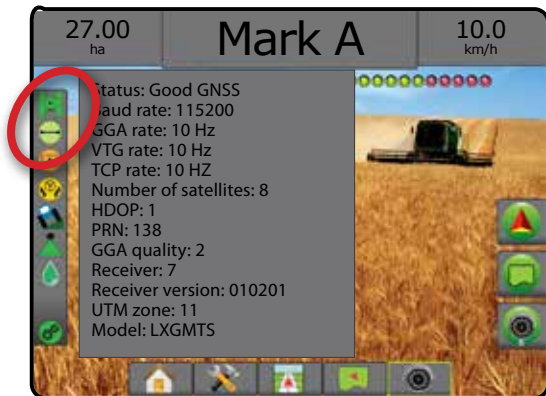 27.00
ha
Mark A
10.0
km/h
Status: Good GNSS
Baud rate: 115200
GGA rate: 10 Hz
VTG rate: 10 Hz
TCP rate: 10 HZ
Number of satellites: 8
HDOP: 1
PRN: 138
GGA quality: 2
Receiver: 7
Receiver version: 010201
UTM zone: 11
Model: LXGMTS